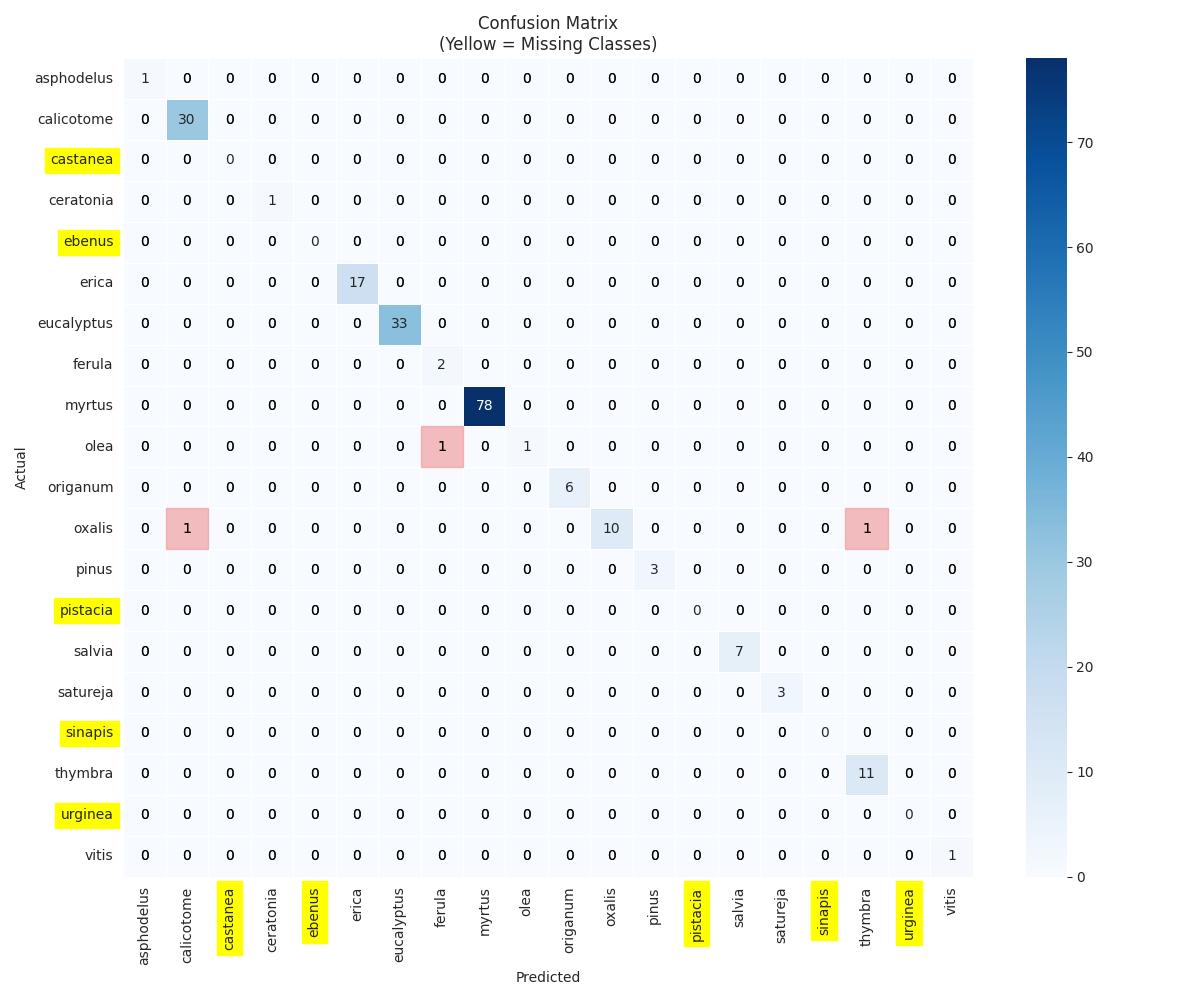 Confusion Matrix
(Yellow = Missing Classes)
asphodelus 1 0 0 0 0 0 0 0 0 0 0 0 0 0 0 0 0 0 0 0
calicotome 0 30 0 0 0 0 0 0 0 0 0 0 0 0 0 0 0 0 0 0
castanea 0 0 0 0 0 0 0 0 0 0 0 0 0 0 0 0 0 0 0 0
ceratonia 0 0 0 1 0 0 0 0 0 0 0 0 0 0 0 0 0 0 0 0
ebenus 0 0 0 0 0 0 0 0 0 0 0 0 0 0 0 0 0 0 0 0
erica 0 0 0 0 0 17 0 0 0 0 0 0 0 0 0 0 0 0 0 0
eucalyptus 0 0 0 0 0 0 33 0 0 0 0 0 0 0 0 0 0 0 0 0
ferula 0 0 0 0 0 0 0 2 0 0 0 0 0 0 0 0 0 0 0 0
myrtus 0 0 0 0 0 0 0 0 78 0 0 0 0 0 0 0 0 0 0 0
olea 0 0 0 0 0 0 0 1 0 1 0 0 0 0 0 0 0 0 0 0
origanum 0 0 0 0 0 0 0 0 0 0 6 0 0 0 0 0 0 0 0 0
oxalis 0 1 0 0 0 0 0 0 0 0 0 10 0 0 0 0 0 1 0 0
pinus 0 0 0 0 0 0 0 0 0 0 0 0 3 0 0 0 0 0 0 0
pistacia 0 0 0 0 0 0 0 0 0 0 0 0 0 0 0 0 0 0 0 0
salvia 0 0 0 0 0 0 0 0 0 0 0 0 0 0 7 0 0 0 0 0
satureja 0 0 0 0 0 0 0 0 0 0 0 0 0 0 0 3 0 0 0 0
sinapis 0 0 0 0 0 0 0 0 0 0 0 0 0 0 0 0 0 0 0 0
thymbra 0 0 0 0 0 0 0 0 0 0 0 0 0 0 0 0 0 11 0 0
urginea 0 0 0 0 0 0 0 0 0 0 0 0 0 0 0 0 0 0 0 0
vitis 0 0 0 0 0 0 0 0 0 0 0 0 0 0 0 0 0 0 0 1
Actual
asphodelus calicotome castanea ceratonia ebenus erica eucalyptus ferula myrtus olea origanum oxalis pinus pistacia salvia satureja sinapis thymbra urginea vitis
Predicted
70
60
50
40
30
20
10
0